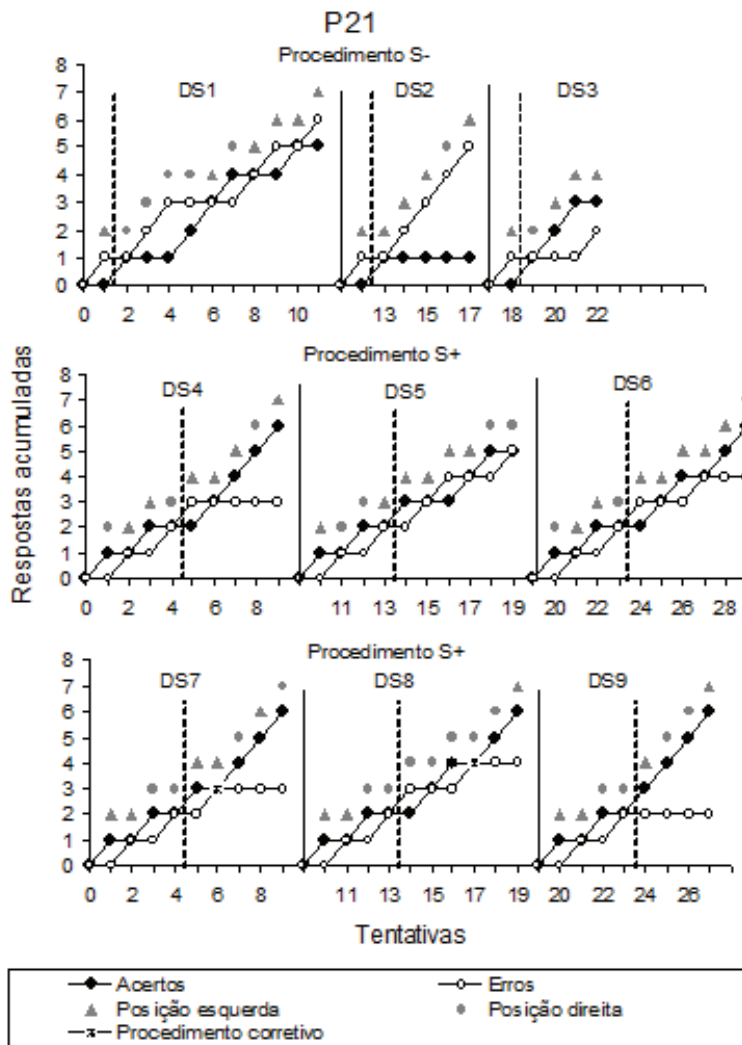 P21
Procedimento S-
DS1 DS2 DS3
8
7
6
5
4
3
2
1
0
0 2 4 6 8 10 13 15 17 18 20 22
Respostas acumuladas
Procedimento S+
DS4 DS5 DS6
8
7
6
5
4
3
2
1
0
0 2 4 6 8 11 13 15 17 19 20 22 24 26 28
Procedimento S+
DS7 DS8 DS9
8
7
6
5
4
3
2
1
0
0 2 4 6 8 11 13 15 17 19 20 22 24 26
Tentativas
Acertos Erros
Posição esquerda Posição direita
Procedimento corretivo